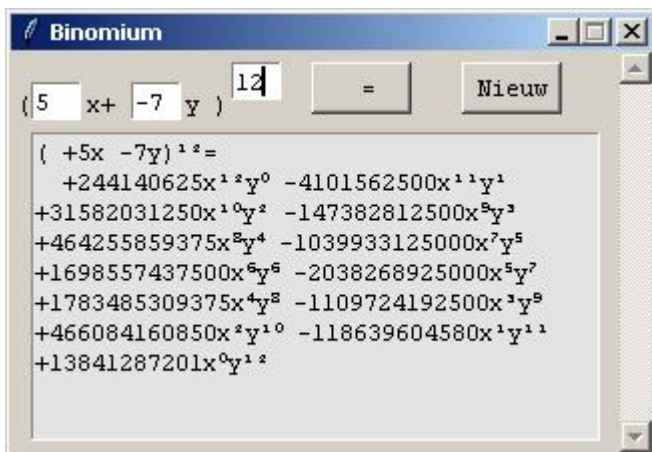 Binomium
(5 x+ -7 y ) 12 = Nieuw
( +5x -7y)¹²=
+244140625x¹²y⁰ -4101562500x¹¹y¹
+31582031250x¹⁰y² -147382812500x⁹y³
+464255859375x⁸y⁴ -1039933125000x⁷y⁵
+1698557437500x⁶y⁶ -2038268925000x⁵y⁷
+1783485309375x⁴y⁸ -1109724192500x³y⁹
+466084160850x²y¹⁰ -118639604580x¹y¹¹
+13841287201x⁰y¹²